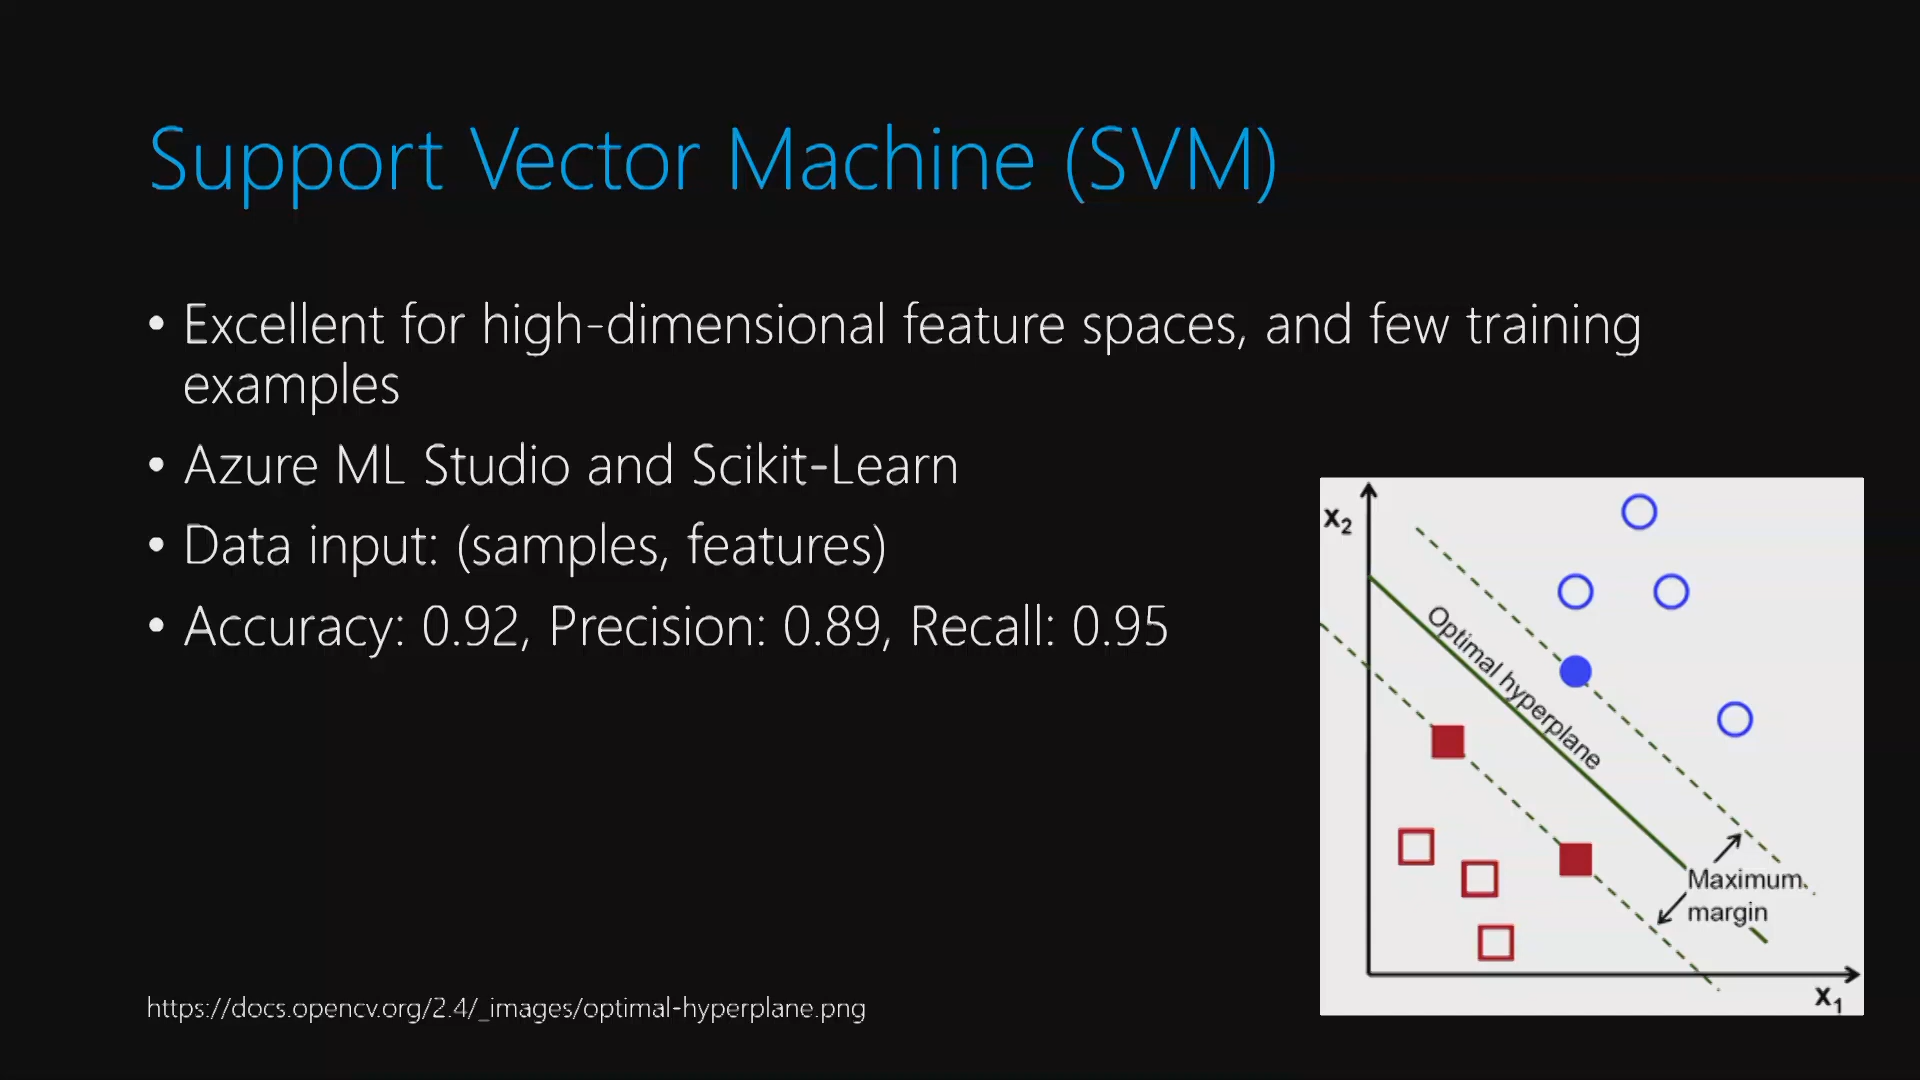 Support Vector Machine (SVM)
• Excellent for high-dimensional feature spaces, and few training
examples
• Azure ML Studio and Scikit-Learn
• Data input: (samples, features)
• Accuracy: 0.92, Precision: 0.89, Recall: 0.95
x2
Optimal hyperplane
Maximum
margin
x1
https://docs.opencv.org/2.4/_images/optimal-hyperplane.png